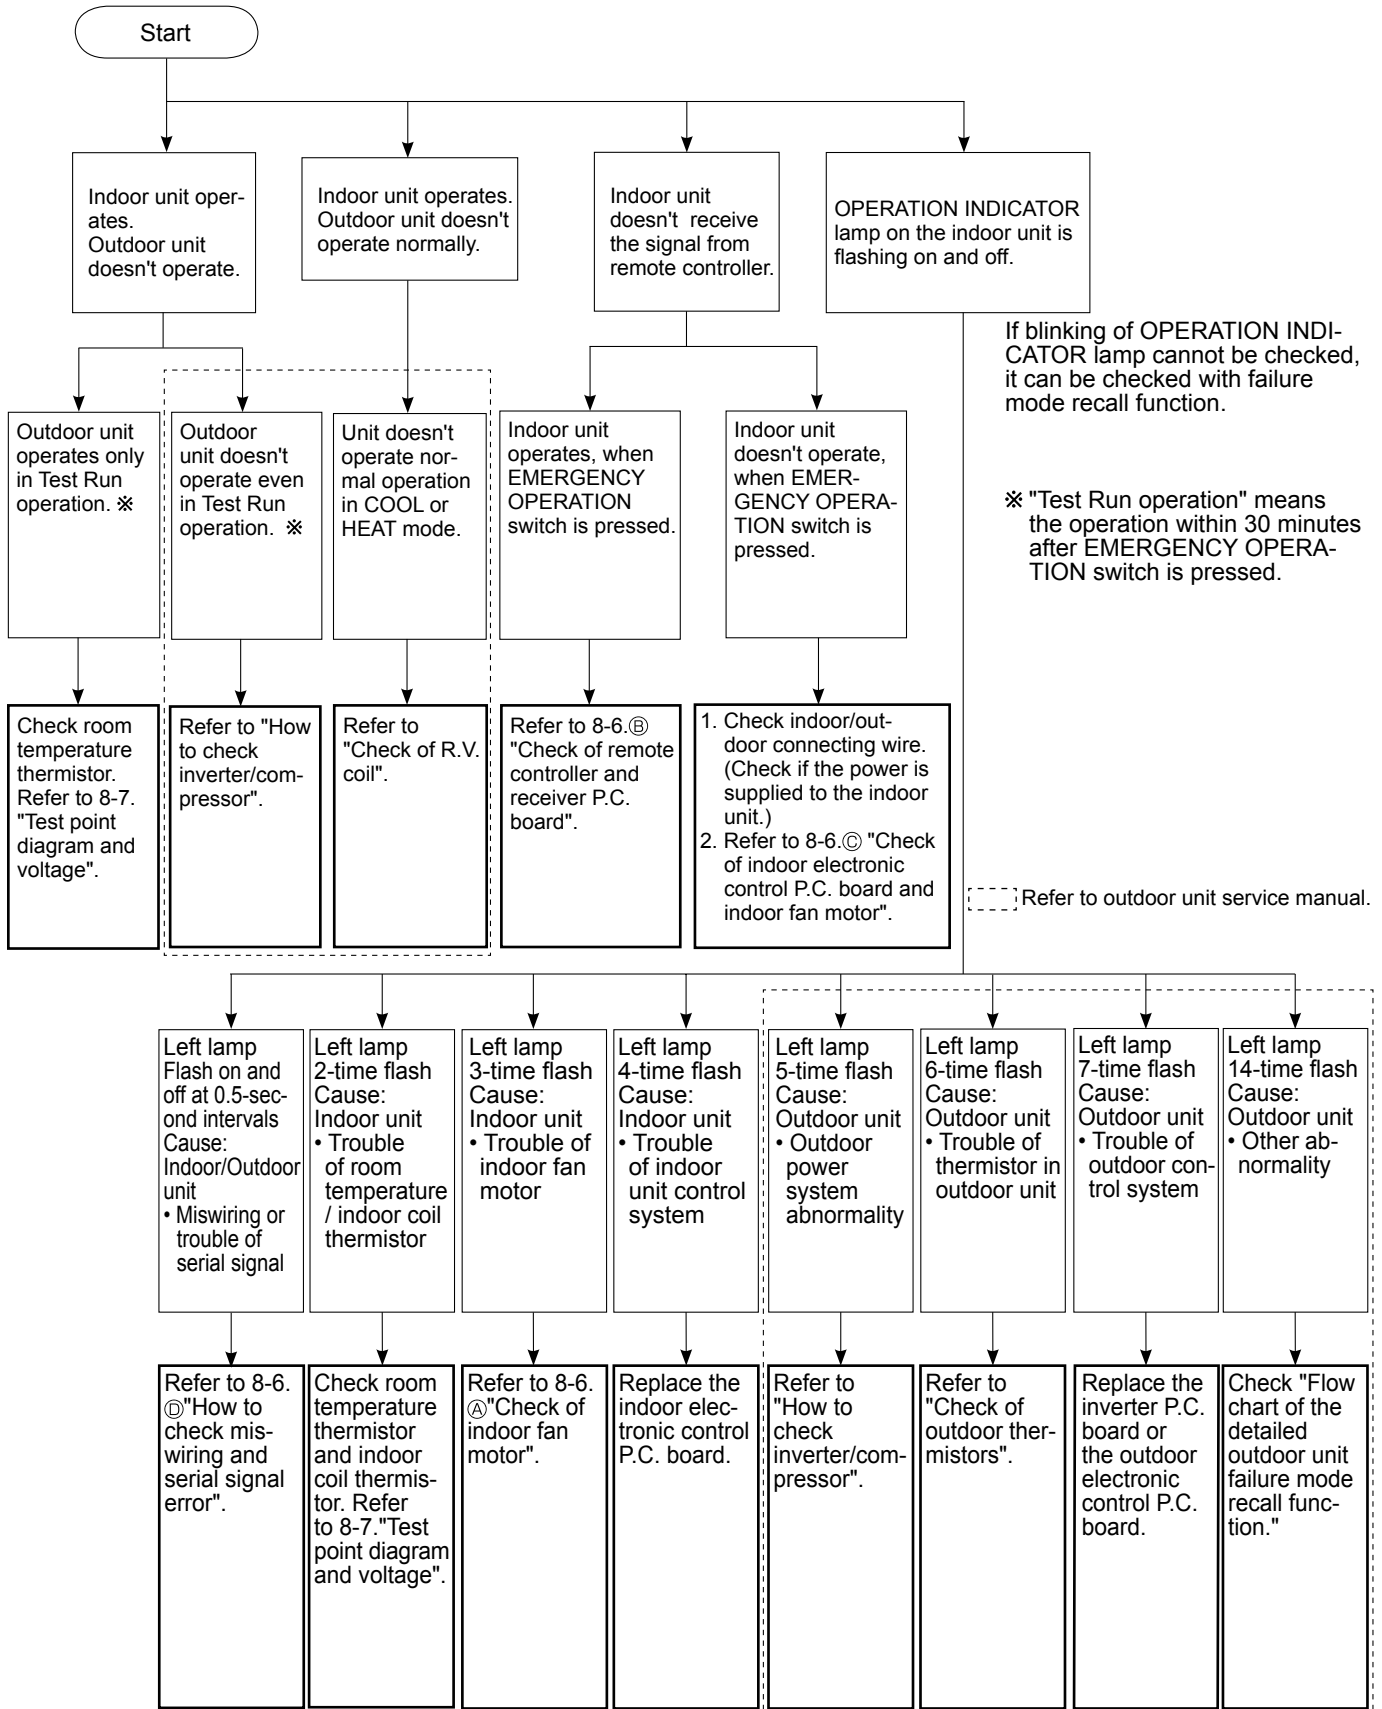 Start
Indoor unit oper-
ates.
Outdoor unit
doesn't operate.
Indoor unit operates.
Outdoor unit doesn't
operate normally.
Indoor unit
doesn't receive
the signal from
remote controller.
OPERATION INDICATOR
lamp on the indoor unit is
flashing on and off.
If blinking of OPERATION INDI-
CATOR lamp cannot be checked,
it can be checked with failure
mode recall function.
※ "Test Run operation" means
the operation within 30 minutes
after EMERGENCY OPERA-
TION switch is pressed.
Outdoor unit
operates only
in Test Run
operation. ※
Outdoor
unit doesn't
operate even
in Test Run
operation. ※
Unit doesn't
operate nor-
mal operation
in COOL or
HEAT mode.
Indoor unit
operates, when
EMERGENCY
OPERATION
switch is pressed.
Indoor unit
doesn't operate,
when EMER-
GENCY OPERA-
TION switch is
pressed.
Check room
temperature
thermistor.
Refer to 8-7.
"Test point
diagram and
voltage".
Refer to "How
to check
inverter/com-
pressor".
Refer to
"Check of R.V.
coil".
Refer to 8-6.Ⓑ
"Check of remote
controller and
receiver P.C.
board".
1. Check indoor/out-
door connecting wire.
(Check if the power is
supplied to the indoor
unit.)
2. Refer to 8-6.Ⓒ "Check
of indoor electronic
control P.C. board and
indoor fan motor".
Refer to outdoor unit service manual.
Left lamp
Flash on and
off at 0.5-sec-
ond intervals
Cause:
Indoor/Outdoor
unit
• Miswiring or
trouble of
serial signal
Left lamp
2-time flash
Cause:
Indoor unit
• Trouble
of room
temperature
/ indoor coil
thermistor
Left lamp
3-time flash
Cause:
Indoor unit
• Trouble of
indoor fan
motor
Left lamp
4-time flash
Cause:
Indoor unit
• Trouble
of indoor
unit control
system
Left lamp
5-time flash
Cause:
Outdoor unit
• Outdoor
power
system
abnormality
Left lamp
6-time flash
Cause:
Outdoor unit
• Trouble of
thermistor in
outdoor unit
Left lamp
7-time flash
Cause:
Outdoor unit
• Trouble of
outdoor con-
trol system
Left lamp
14-time flash
Cause:
Outdoor unit
• Other ab-
normality
Refer to 8-6.
Ⓓ"How to
check mis-
wiring and
serial signal
error".
Check room
temperature
thermistor
and indoor
coil thermis-
tor. Refer
to 8-7."Test
point diagram
and voltage".
Refer to 8-6.
Ⓐ"Check of
indoor fan
motor".
Replace the
indoor elec-
tronic control
P.C. board.
Refer to
"How to
check
inverter/com-
pressor".
Refer to
"Check of
outdoor ther-
mistors".
Replace the
inverter P.C.
board or
the outdoor
electronic
control P.C.
board.
Check "Flow
chart of the
detailed
outdoor unit
failure mode
recall func-
tion."